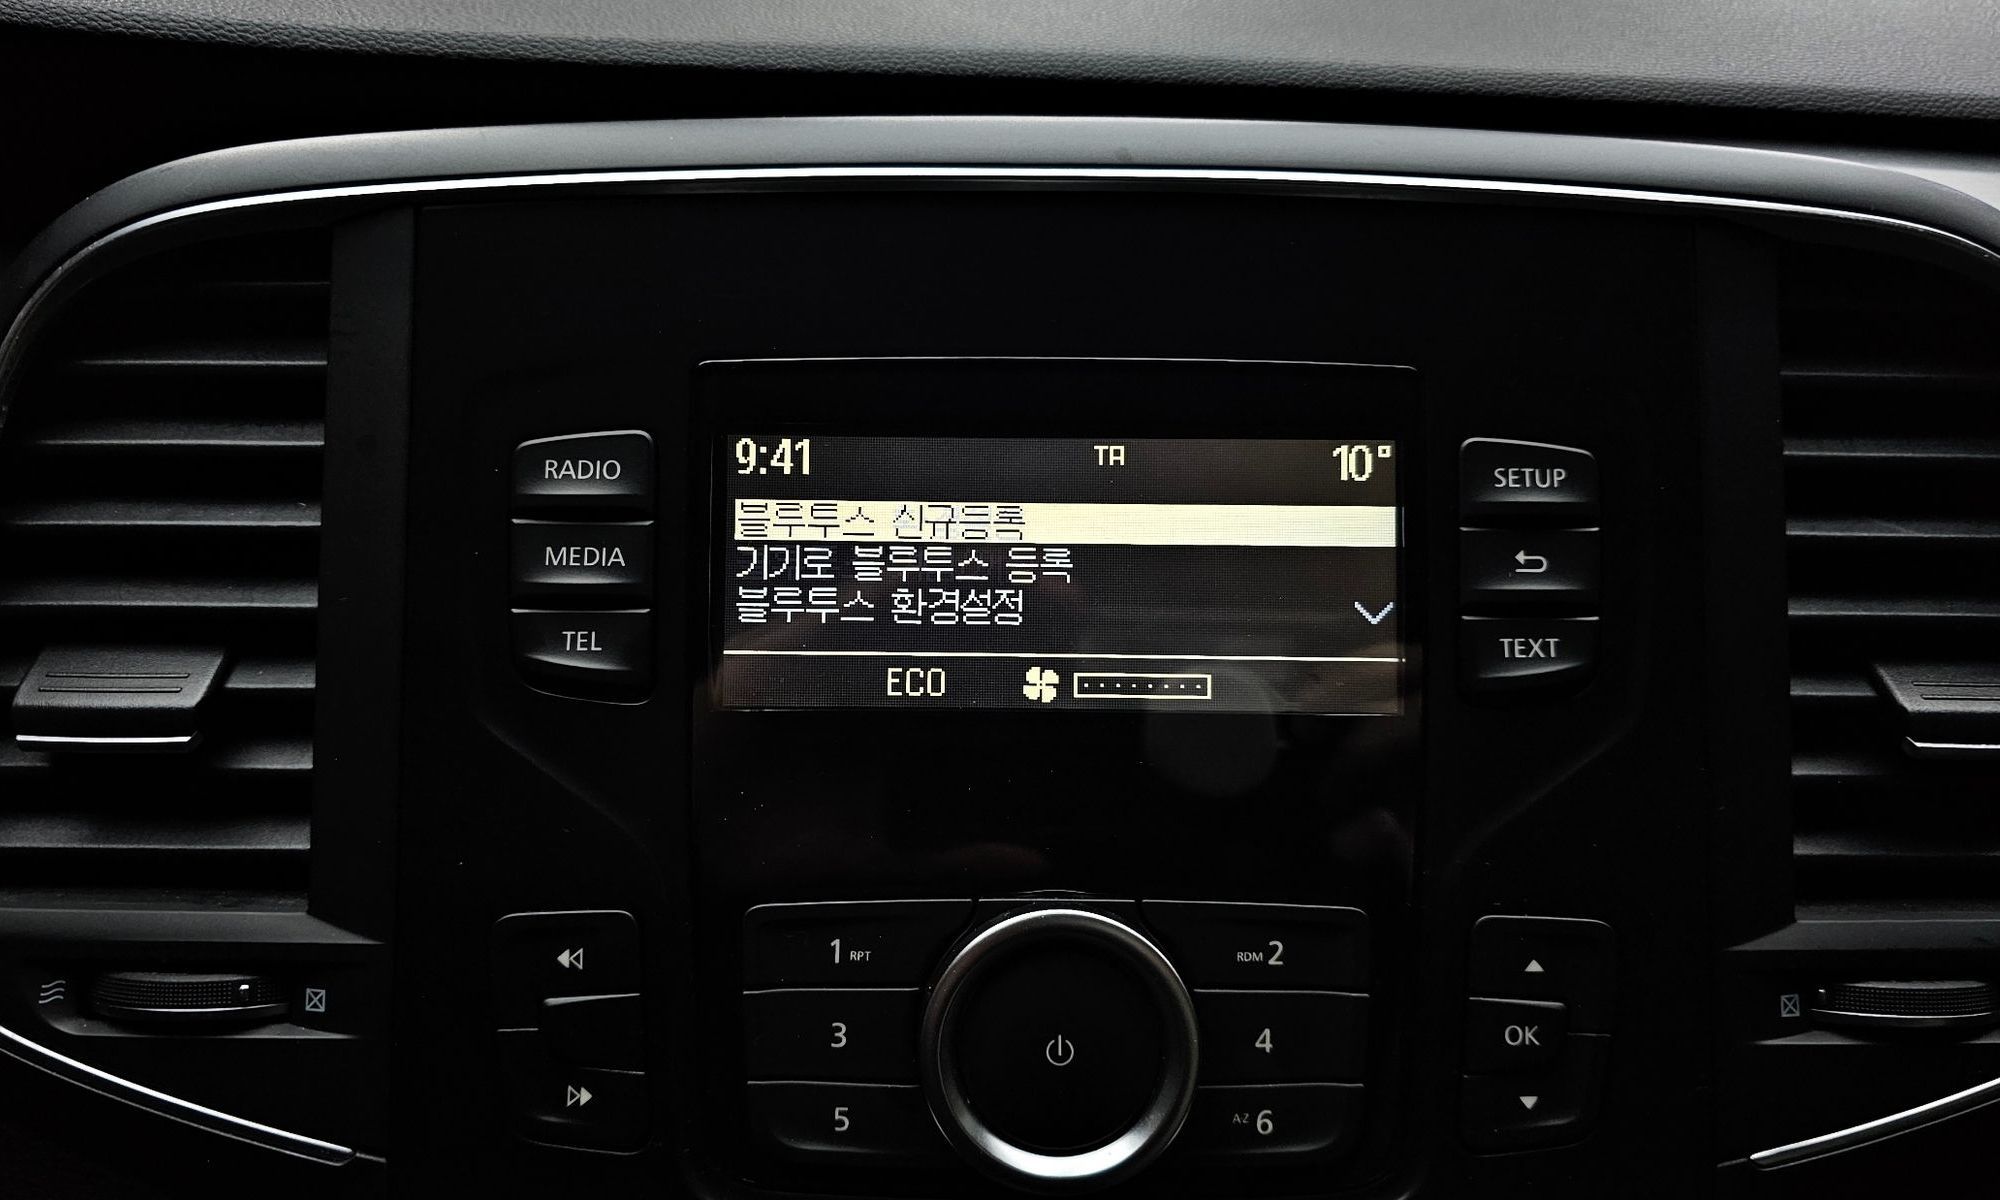 9:41 TA 10°
블루투스 신규등록
기기로 블루투스 등록
블루투스 환경설정
ECO
RADIO
MEDIA
TEL
SETUP
TEXT
1 RPT
RDM 2
3
4
5
AZ 6
OK